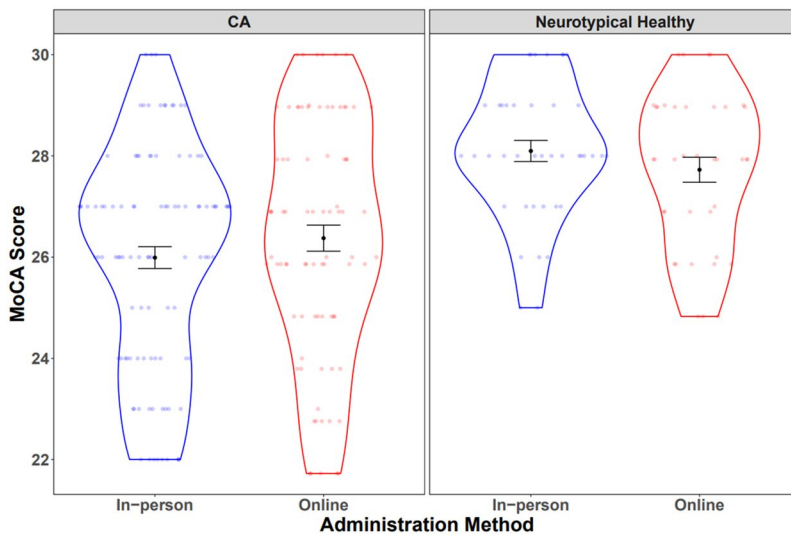 CA
Neurotypical Healthy
MoCA Score
30
28
26
24
22
In-person
Online
In-person
Online
Administration Method